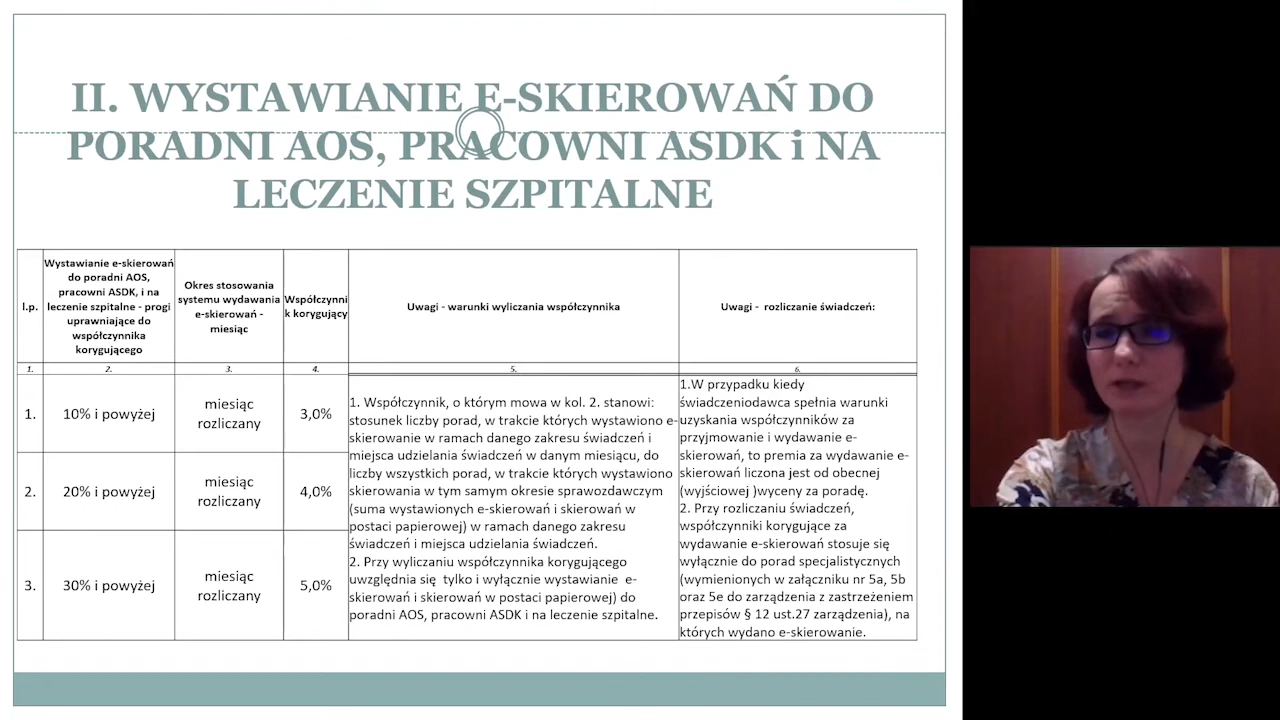 II. WYSTAWIANIE E-SKIEROWAŃ DO
PORADNI AOS, PRACOWNI ASDK i NA
LECZENIE SZPITALNE
l.p.
Wystawianie e-skierowań
do poradni AOS,
pracowni ASDK, i na
leczenie szpitalne - progi
uprawniające do
współczynnika
korygującego
Okres stosowania
systemu wydawania
e-skierowań -
miesiąc
Współczynni
k korygujący
Uwagi - warunki wyliczania współczynnika
Uwagi - rozliczanie świadczeń:
1.
2.
3.
4.
5.
6.
1.
10% i powyżej
miesiąc
rozliczany
3,0%
2.
20% i powyżej
miesiąc
rozliczany
4,0%
3.
30% i powyżej
miesiąc
rozliczany
5,0%
1. Współczynnik, o którym mowa w kol. 2. stanowi:
stosunek liczby porad, w trakcie których wystawiono e-
skierowanie w ramach danego zakresu świadczeń i
miejsca udzielania świadczeń w danym miesiącu, do
liczby wszystkich porad, w trakcie których wystawiono
skierowania w tym samym okresie sprawozdawczym
(suma wystawionych e-skierowań i skierowań w
postaci papierowej) w ramach danego zakresu
świadczeń i miejsca udzielania świadczeń.
2. Przy wyliczaniu współczynnika korygującego
uwzględnia się tylko i wyłącznie wystawianie e-
skierowań i skierowań w postaci papierowej) do
poradni AOS, pracowni ASDK i na leczenie szpitalne.
1.W przypadku kiedy
świadczeniodawca spełnia warunki
uzyskania współczynników za
przyjmowanie i wydawanie e-
skierowań, to premia za wydawanie e-
skierowań liczona jest od obecnej
(wyjściowej )wyceny za poradę.
2. Przy rozliczaniu świadczeń,
współczynniki korygujące za
wydawanie e-skierowań stosuje się
wyłącznie do porad specjalistycznych
(wymienionych w załączniku nr 5a, 5b
oraz 5e do zarządzenia z zastrzeżeniem
przepisów § 12 ust.27 zarządzenia), na
których wydano e-skierowanie.